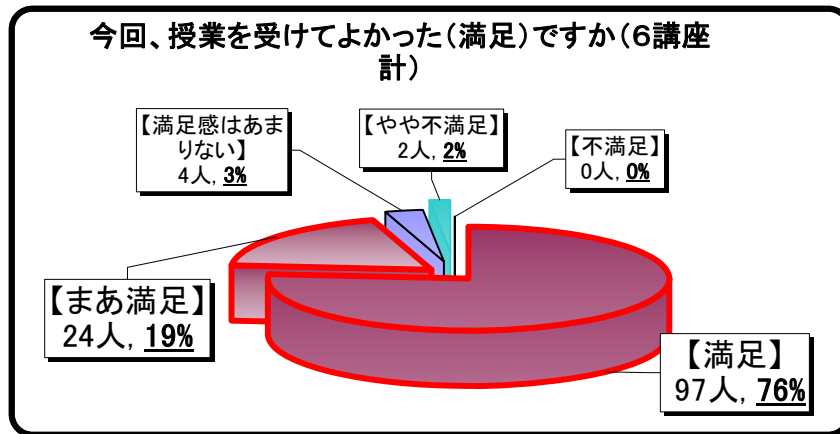 今回、授業を受けてよかった(満足)ですか(6講座
計)
【満足感はあま
りない】
4人, 3%
【やや不満足】
2人, 2%
【不満足】
0人, 0%
【まあ満足】
24人, 19%
【満足】
97人, 76%